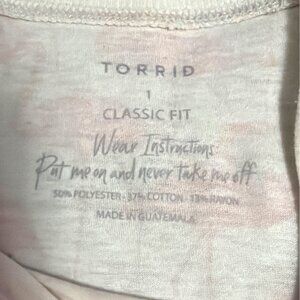 TORRID
1
CLASSIC FIT
Wear Instructions
Put me on and never take me off
50% POLYESTER - 37% COTTON - 13% RAYON
MADE IN GUATEMALA